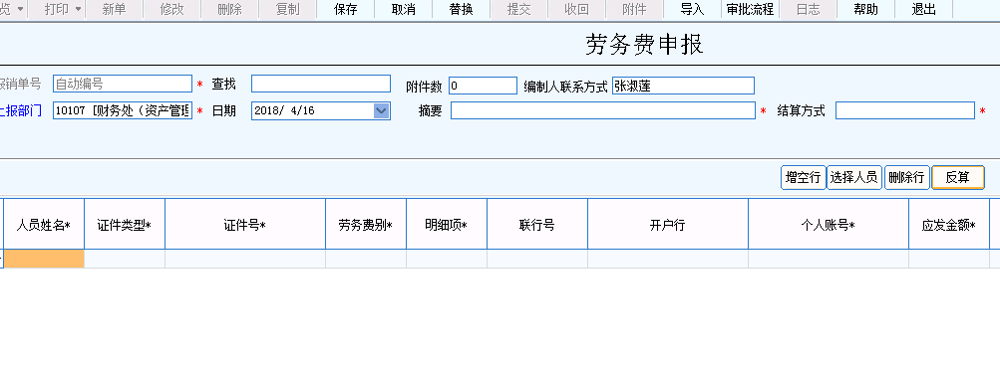 览 打印 新单 修改 删除 复制 保存 取消 替换 提交 收回 附件 导入 审批流程 日志 帮助 退出
劳务费申报
报销单号 自动编号 * 查找 附件数 0 编制人联系方式 张淑莲
上报部门 10107 [财务处（资产管理 * 日期 2018/ 4/16 摘要 * 结算方式 *
增空行 选择人员 删除行 反算
人员姓名* 证件类型* 证件号* 劳务费别* 明细项* 联行号 开户行 个人账号* 应发金额*